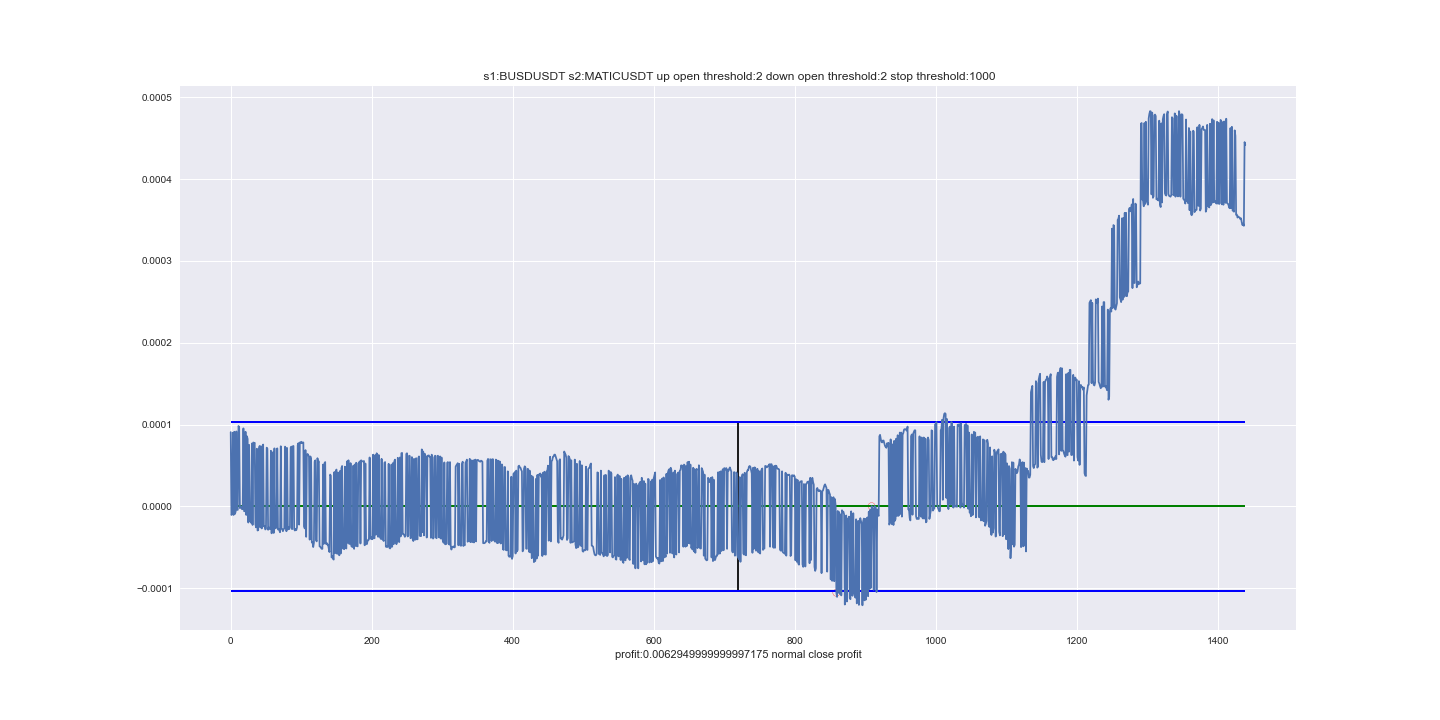 s1:BUSDUSDT s2:MATICUSDT up open threshold:2 down open threshold:2 stop threshold:1000
0.0005
0.0004
0.0003
0.0002
0.0001
0.0000
−0.0001
0 200 400 600 800 1000 1200 1400
profit:0.0062949999999997175 normal close profit